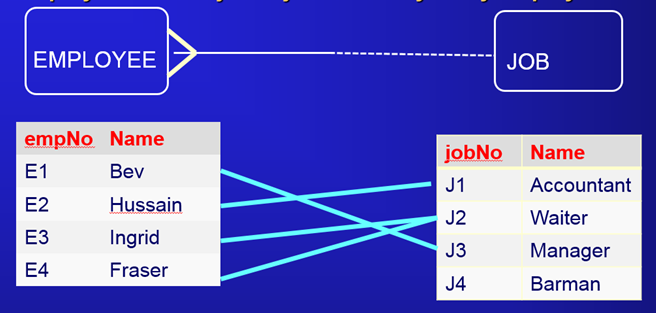 EMPLOYEE
JOB
empNo Name
E1 Bev
E2 Hussain
E3 Ingrid
E4 Fraser
jobNo Name
J1 Accountant
J2 Waiter
J3 Manager
J4 Barman